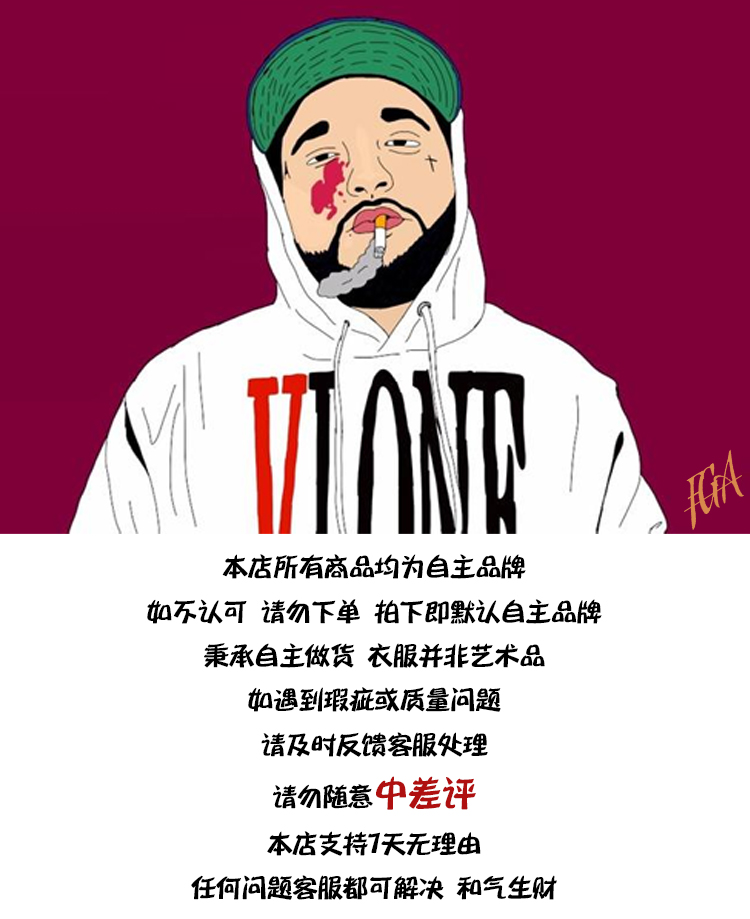 VLONE
FGA
本店所有商品均为自主品牌
如不认可 请勿下单 拍下即默认自主品牌
秉承自主做货 衣服并非艺术品
如遇到瑕疵或质量问题
请及时反馈客服处理
请勿随意中差评
本店支持7天无理由
任何问题客服都可解决 和气生财